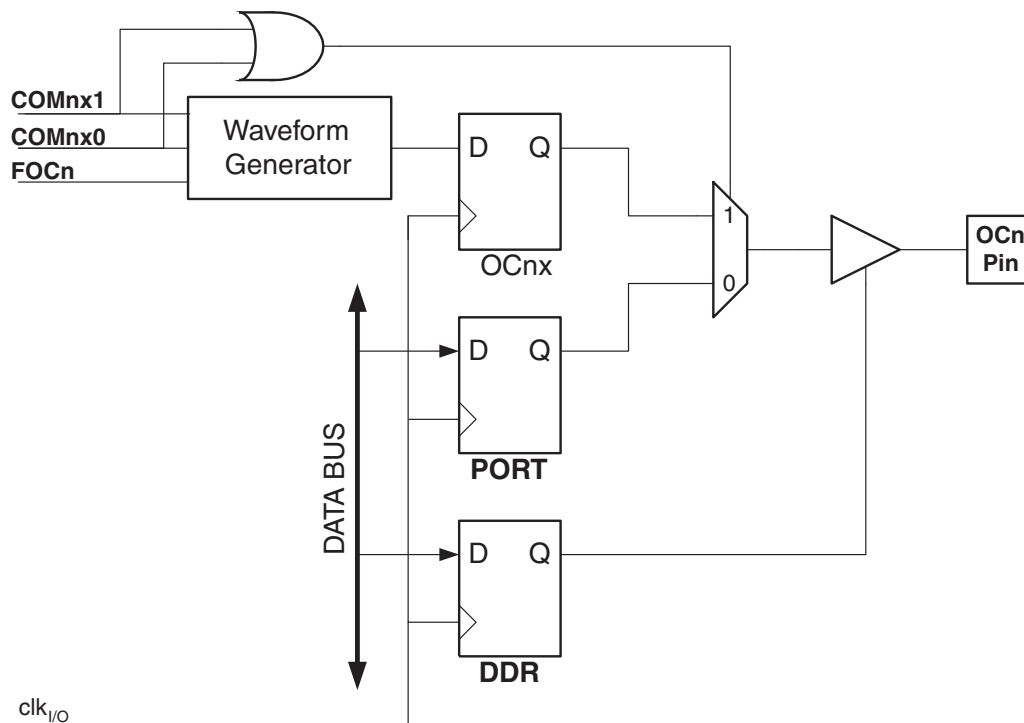 COMnx1
COMnx0
FOCn
Waveform
Generator
D Q
OCnx
1
0
OCn
Pin
D Q
PORT
DATA BUS
D Q
DDR
clkI/O